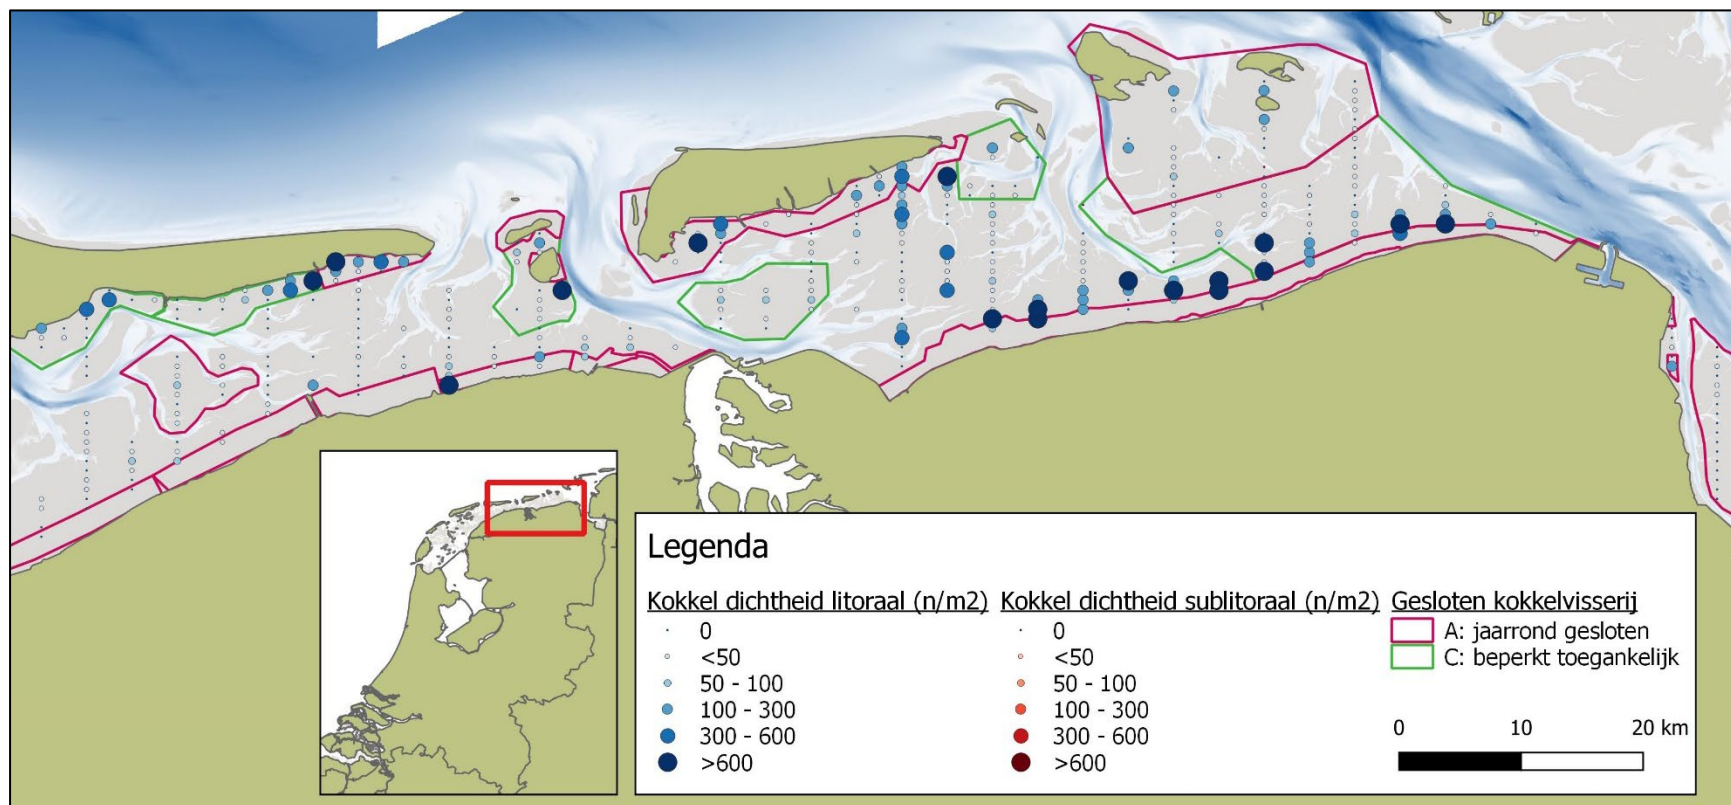 Legenda
Kokkel dichtheid litoraal (n/m2) Kokkel dichtheid sublitoraal (n/m2) Gesloten kokkelvisserij
0 0 A: jaarrond gesloten
<50 <50 C: beperkt toegankelijk
50 - 100 50 - 100
100 - 300 100 - 300
300 - 600 300 - 600
>600 >600
0 10 20 km